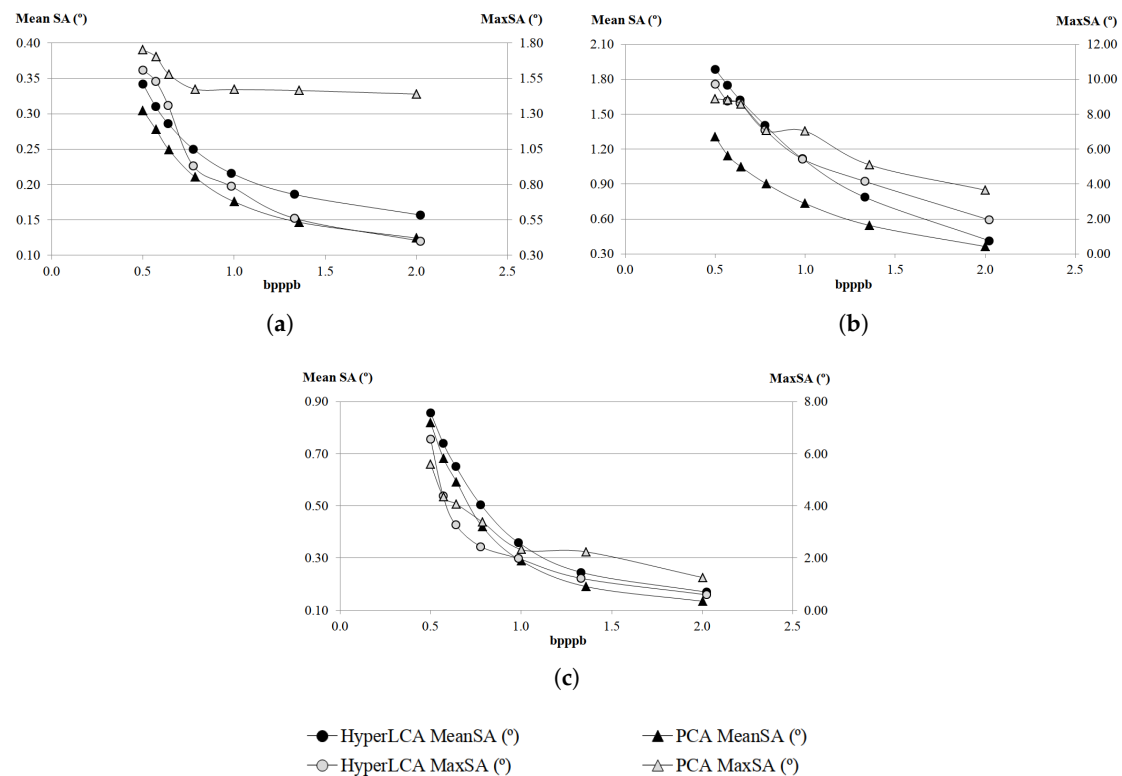 Mean SA (º) MaxSA (º)
0.40 1.80
0.35 1.55
0.30 1.30
0.25 1.05
0.20 0.80
0.15 0.55
0.10 0.30
0.0 0.5 1.0 1.5 2.0 2.5
bpppb
(a)
Mean SA (º) MaxSA (º)
2.10 12.00
1.80 10.00
1.50 8.00
1.20 6.00
0.90 4.00
0.60 2.00
0.30 0.00
0.0 0.5 1.0 1.5 2.0 2.5
bpppb
(b)
Mean SA (º) MaxSA (º)
0.90 8.00
0.70 6.00
0.50 4.00
0.30 2.00
0.10 0.00
0.0 0.5 1.0 1.5 2.0 2.5
bpppb
(c)
HyperLCA MeanSA (º) PCA MeanSA (º)
HyperLCA MaxSA (º) PCA MaxSA (º)